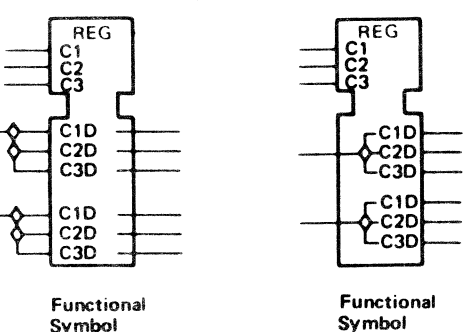 REG
C1
C2
C3
C1D
C2D
C3D
C1D
C2D
C3D
Functional
Symbol
REG
C1
C2
C3
C1D
C2D
C3D
C1D
C2D
C3D
Functional
Symbol